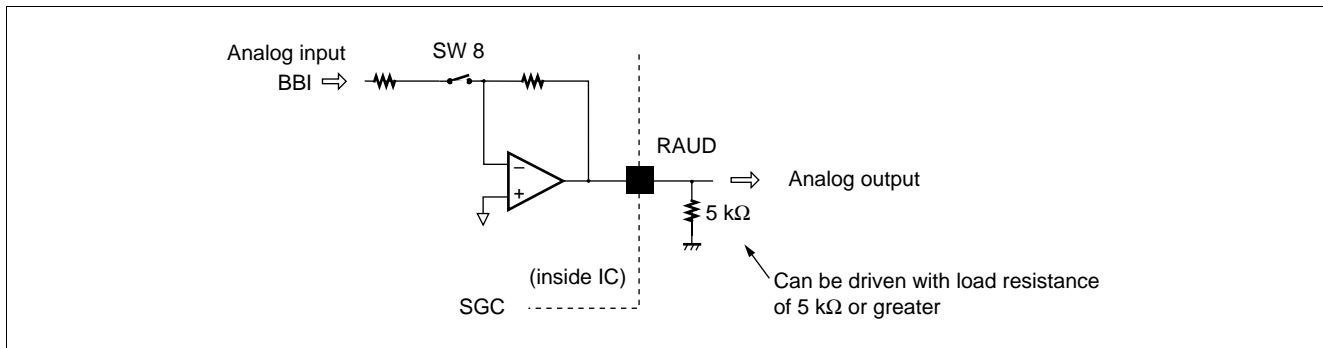 Analog input
SW 8
BBI
−
+
RAUD
Analog output
5 kΩ
(inside IC)
SGC
Can be driven with load resistance
of 5 kΩ or greater